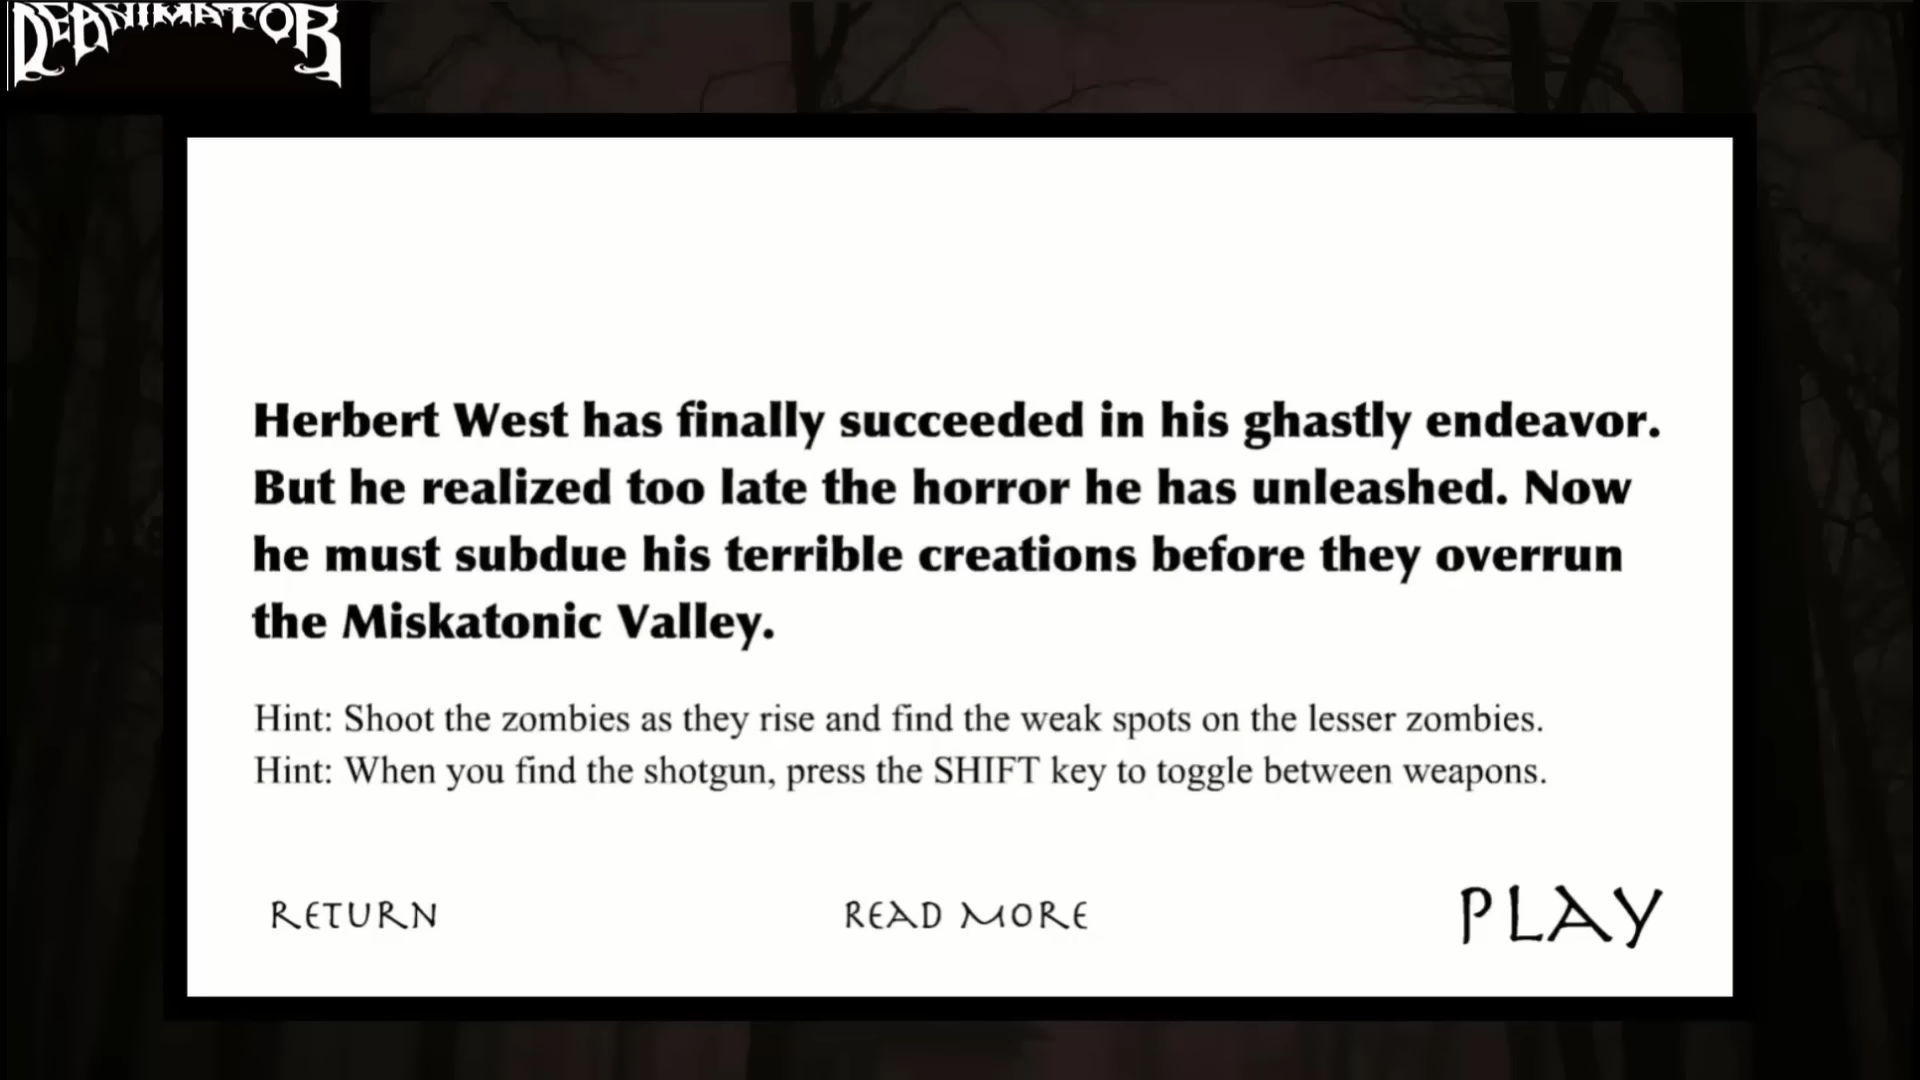 DEANIMATOR
Herbert West has finally succeeded in his ghastly endeavor.
But he realized too late the horror he has unleashed. Now
he must subdue his terrible creations before they overrun
the Miskatonic Valley.
Hint: Shoot the zombies as they rise and find the weak spots on the lesser zombies.
Hint: When you find the shotgun, press the SHIFT key to toggle between weapons.
RETURN
READ MORE
PLAY